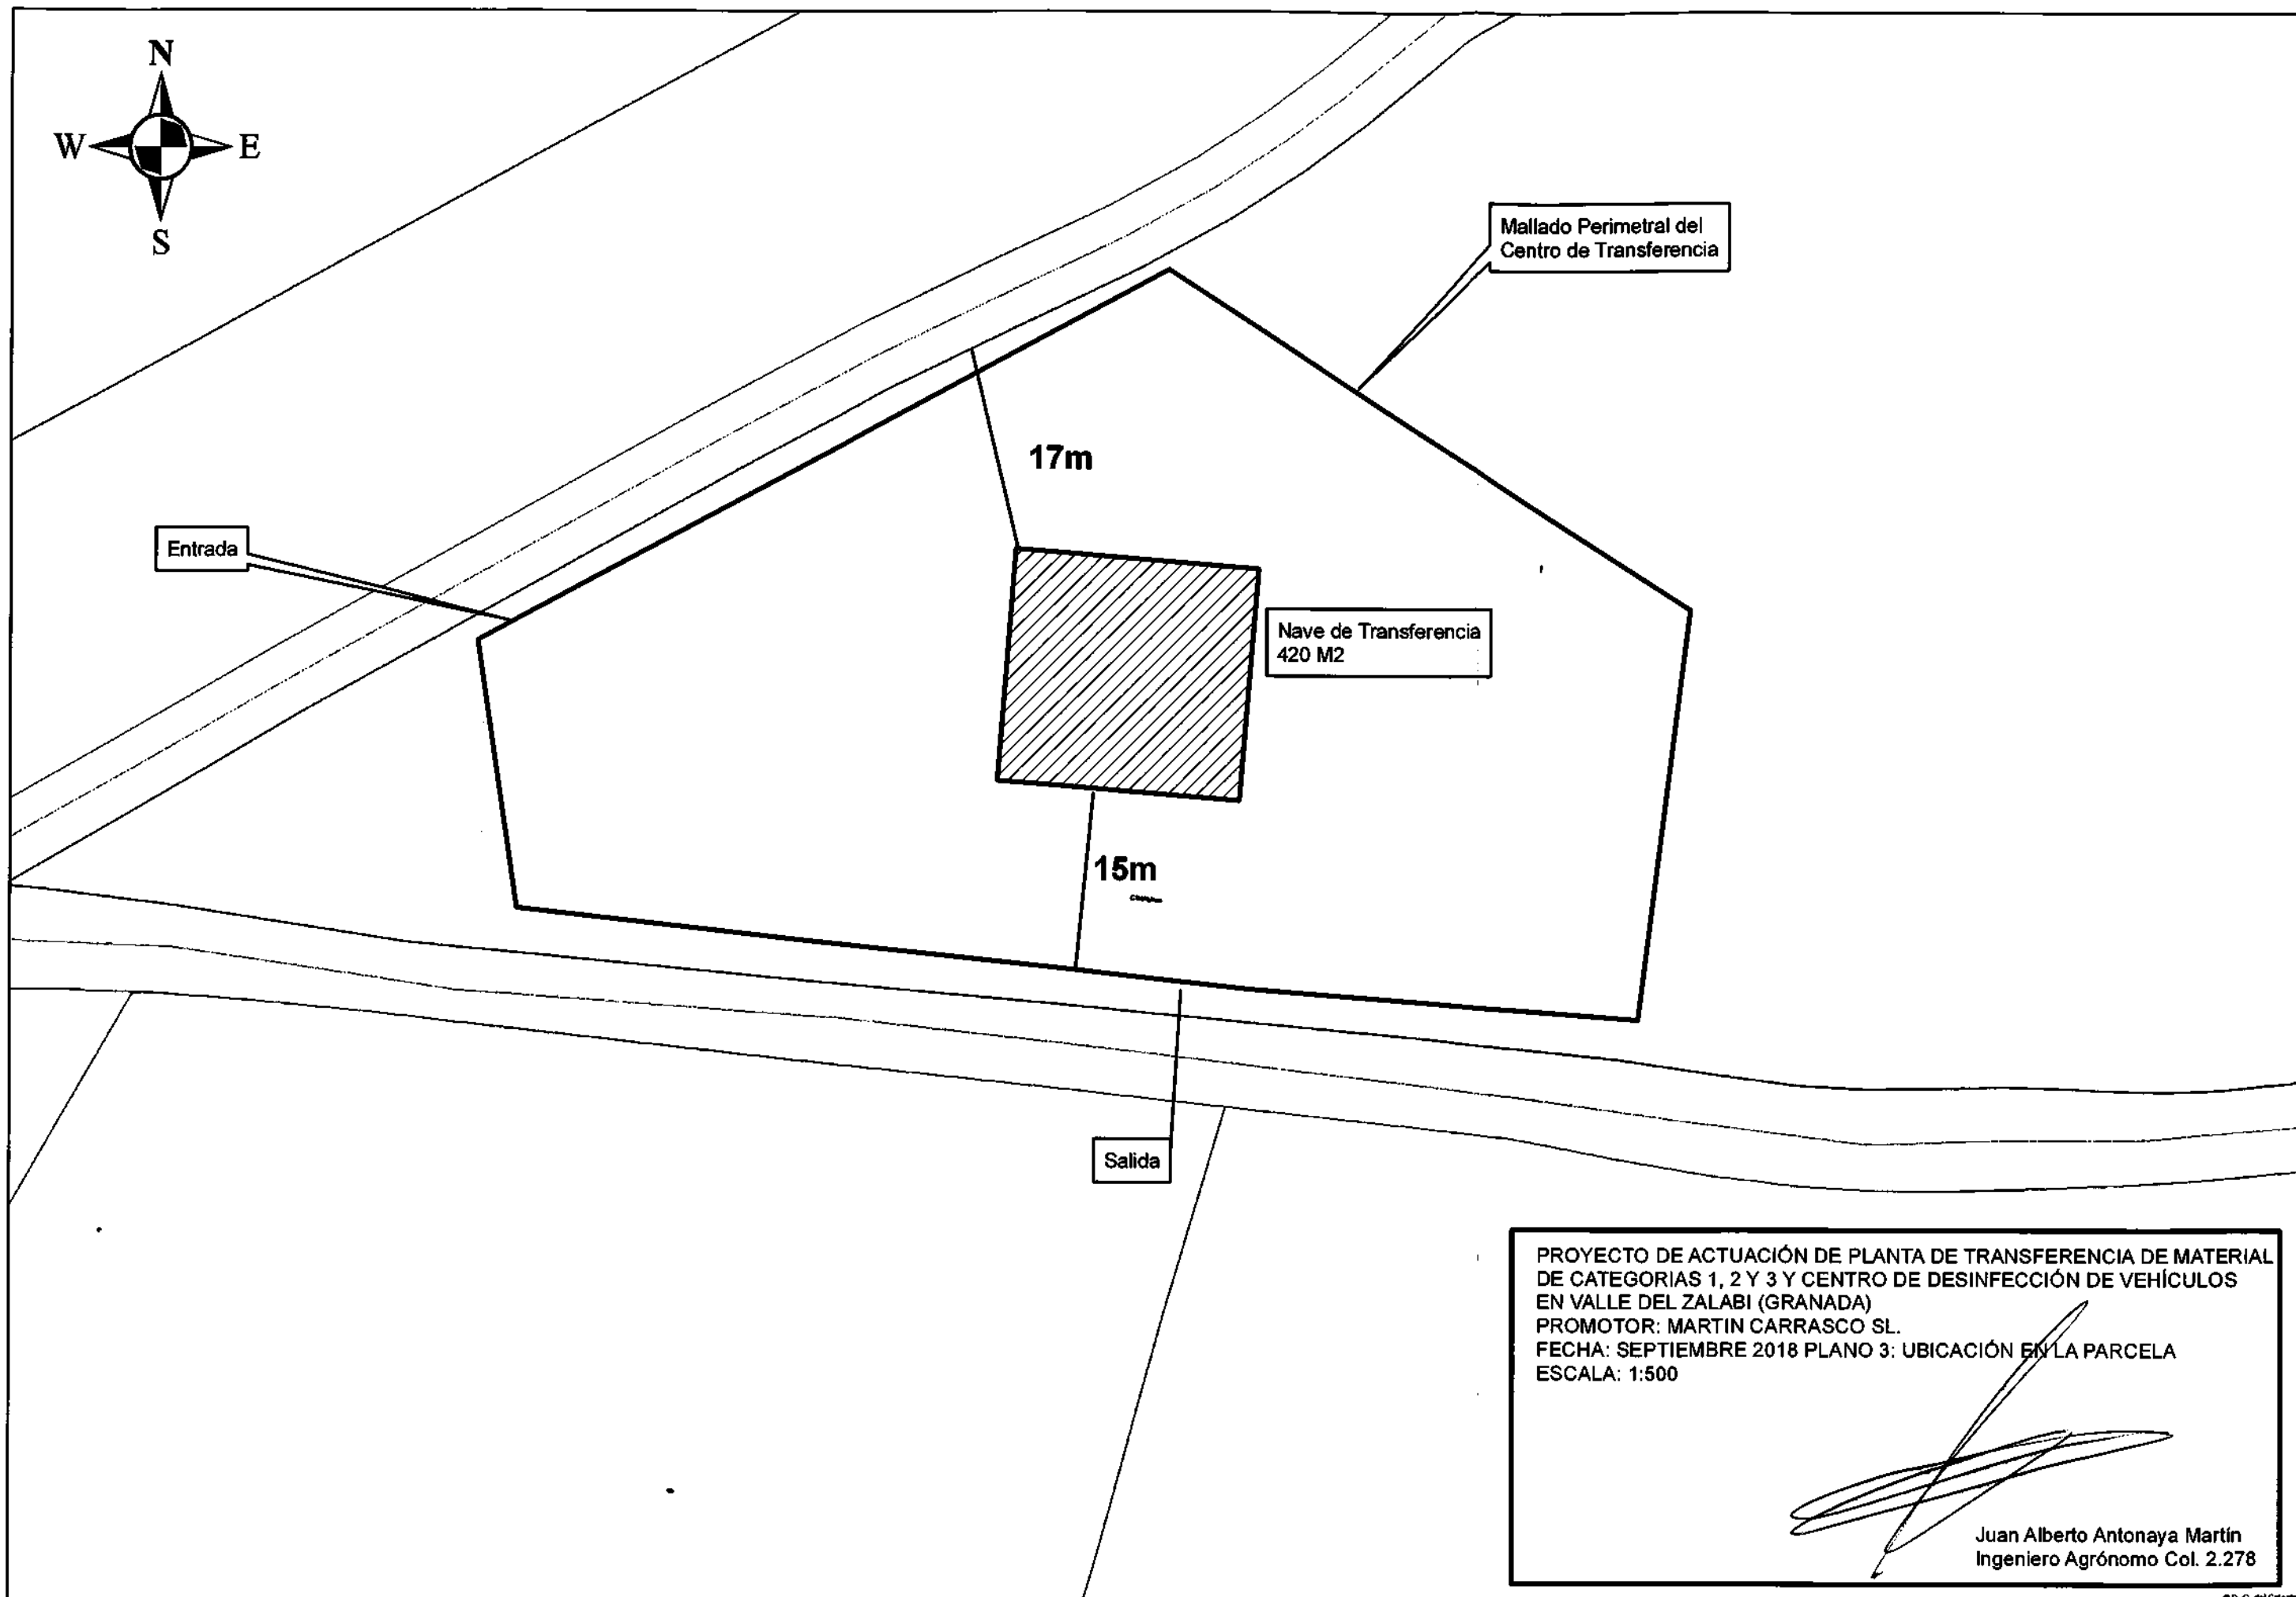 N
W E
S
Mallado Perimetral del
Centro de Transferencia
17m
Entrada
Nave de Transferencia
420 M2
15m
Salida
PROYECTO DE ACTUACIÓN DE PLANTA DE TRANSFERENCIA DE MATERIAL
DE CATEGORIAS 1, 2 Y 3 Y CENTRO DE DESINFECCIÓN DE VEHÍCULOS
EN VALLE DEL ZALABI (GRANADA)
PROMOTOR: MARTIN CARRASCO SL.
FECHA: SEPTIEMBRE 2018 PLANO 3: UBICACIÓN EN LA PARCELA
ESCALA: 1:500
Juan Alberto Antonaya Martín
Ingeniero Agrónomo Col. 2.278